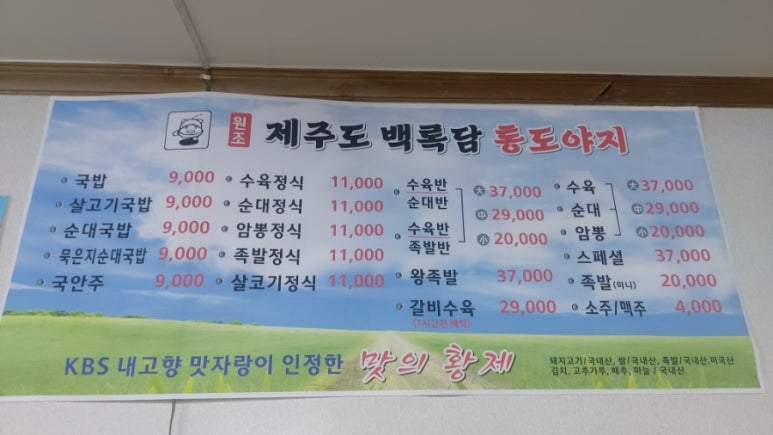 원조 제주도 백록담 통도야지
국밥 9,000
살고기국밥 9,000
순대국밥 9,000
묵은지순대국밥 9,000
국안주 9,000
수육정식 11,000
순대정식 11,000
암뽕정식 11,000
족발정식 11,000
살코기정식 11,000
수육반
순대반
수육반
족발반
大 37,000
中 29,000
小 20,000
왕족발 37,000
갈비수육 29,000
(1시간전 예약)
수육
순대
암뽕
大 37,000
中 29,000
小 20,000
스페셜 37,000
족발(미니) 20,000
소주/맥주 4,000
KBS 내고향 맛자랑이 인정한 맛의 황제
돼지고기/국내산, 쌀/국내산, 족발/국내산,미국산
김치, 고추가루, 배추, 마늘 / 국내산